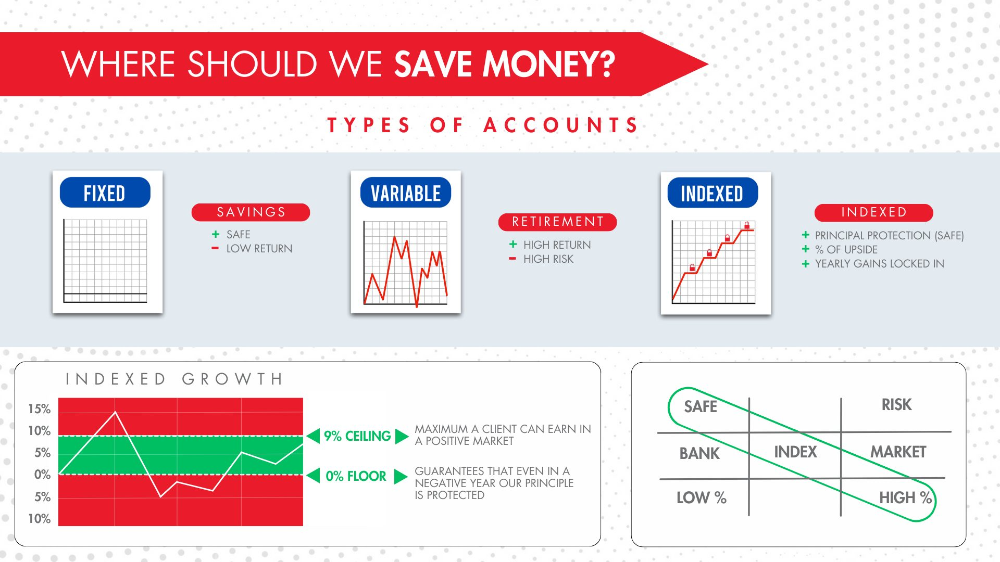 WHERE SHOULD WE SAVE MONEY?
TYPES OF ACCOUNTS
FIXED
SAVINGS
+ SAFE
- LOW RETURN
VARIABLE
RETIREMENT
+ HIGH RETURN
- HIGH RISK
INDEXED
INDEXED
+ PRINCIPAL PROTECTION (SAFE)
+ % OF UPSIDE
+ YEARLY GAINS LOCKED IN
INDEXED GROWTH
15%
10%
5%
0%
5%
10%
9% CEILING
MAXIMUM A CLIENT CAN EARN IN
A POSITIVE MARKET
0% FLOOR
GUARANTEES THAT EVEN IN A
NEGATIVE YEAR OUR PRINCIPLE
IS PROTECTED
SAFE RISK
BANK INDEX MARKET
LOW % HIGH %